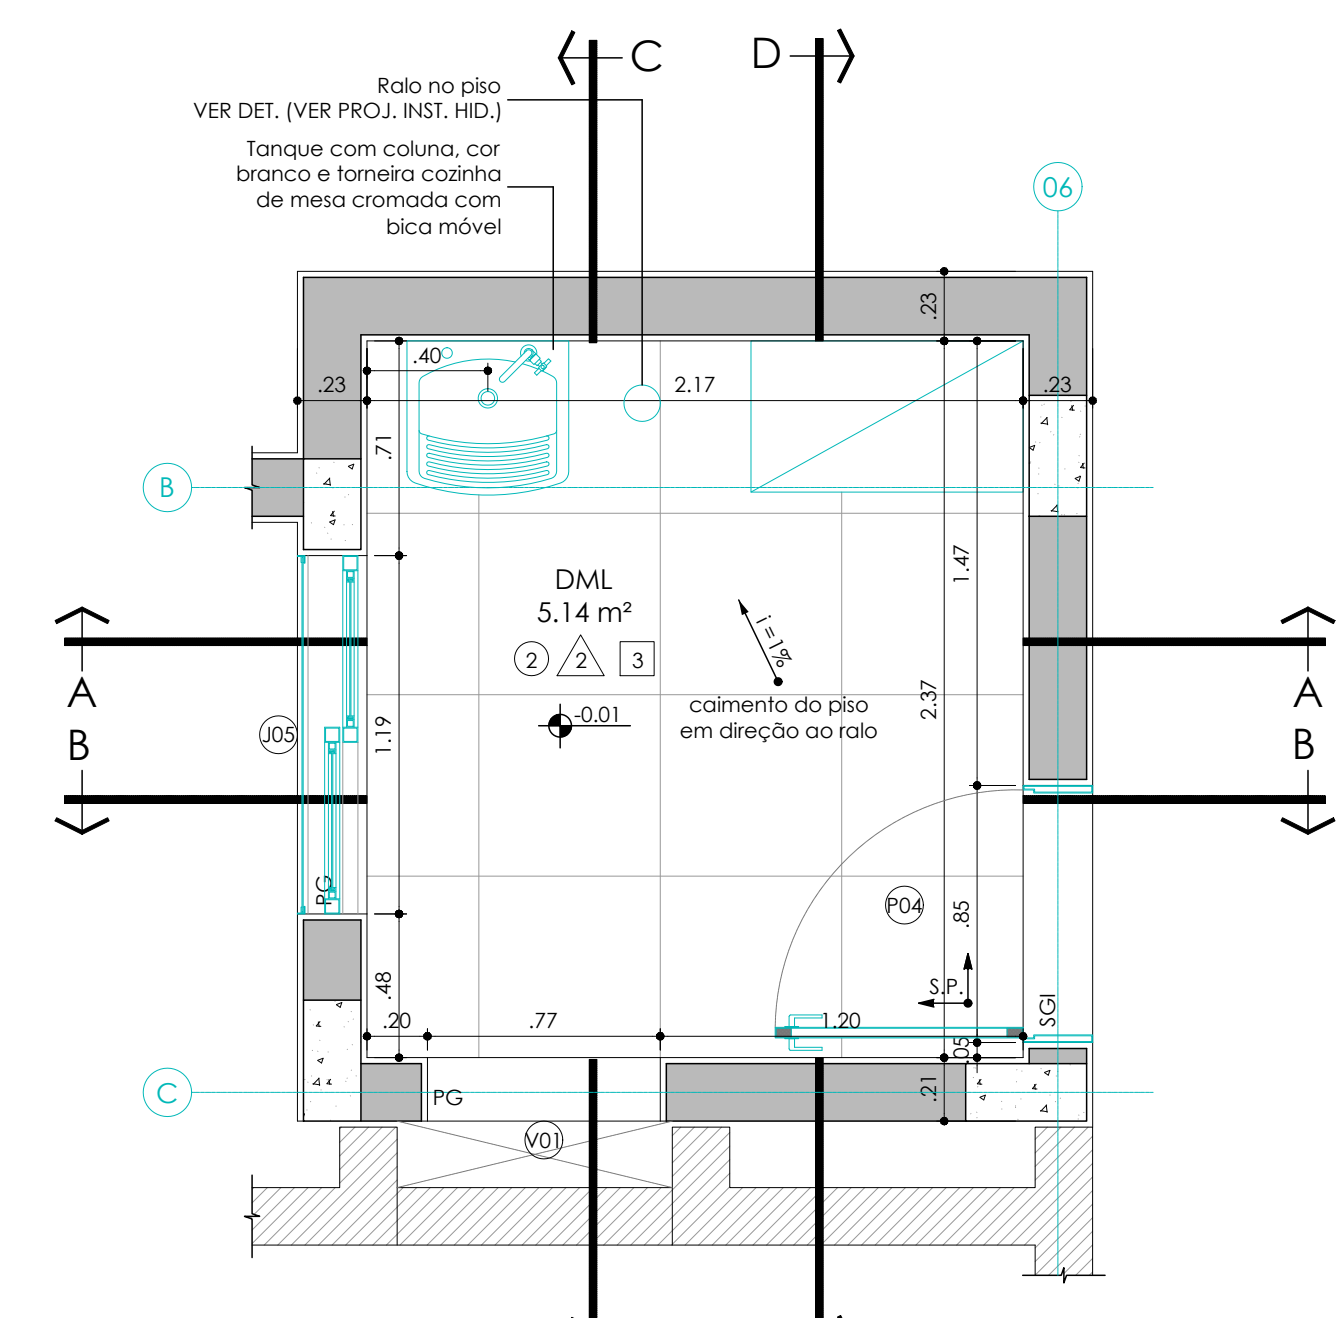 C
D
Ralo no piso
VER DET. (VER PROJ. INST. HID.)
Tanque com coluna, cor
branco e torneira cozinha
de mesa cromada com
bica móvel
06
.23
.40
.23
2.17
.23
.71
B
1.47
DML
5.14 m²
2
2
3
i=1%
A
A
caimento do piso
em direção ao ralo
2.37
-0.01
1.19
J05
B
B
PG
P04
.85
.48
S.P.
SGI
.20
.77
1.20
.05
C
PG
.21
V01